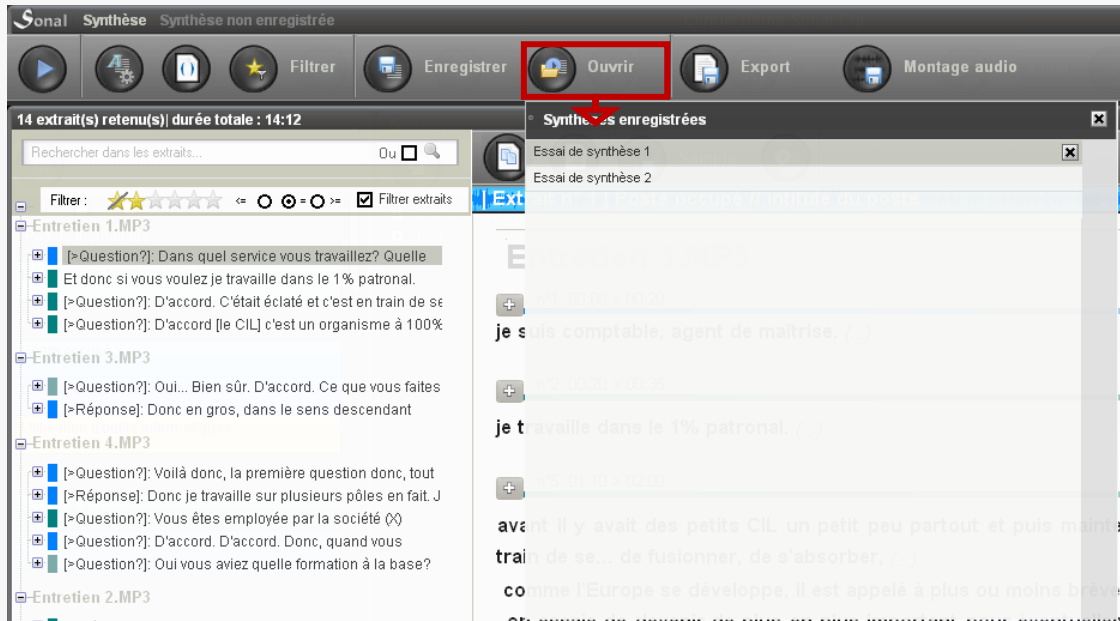 Sonal Synthèse Synthèse non enregistrée
Filtrer Enregistrer Ouvrir Export Montage audio
14 extrait(s) retenu(s)| durée totale : 14:12
Rechercher dans les extraits... Ou
Filtrer : <= = >= Filtrer extraits
Entretien 1.MP3
[>Question?]: Dans quel service vous travaillez? Quelle
Et donc si vous voulez je travaille dans le 1% patronal.
[>Question?]: D'accord. C'était éclaté et c'est en train de se
[>Question?]: D'accord [le CIL] c'est un organisme à 100%
Entretien 3.MP3
[>Question?]: Oui... Bien sûr. D'accord. Ce que vous faites
[>Réponse]: Donc en gros, dans le sens descendant
Entretien 4.MP3
[>Question?]: Voilà donc, la première question donc, tout
[>Réponse]: Donc je travaille sur plusieurs pôles en fait. J
[>Question?]: Vous êtes employée par la société (X)
[>Question?]: D'accord. D'accord. Donc, quand vous
[>Question?]: Oui vous aviez quelle formation à la base?
Entretien 2.MP3
Synthèses enregistrées
Essai de synthèse 1
Essai de synthèse 2
je suis comptable, agent de maîtrise.
je travaille dans le 1% patronal.
avant il y avait des petits CIL un petit peu partout et puis mainte
train de se... de fusionner, de s'absorber,
comme l'Europe se développe, il est appelé à plus ou moins brève